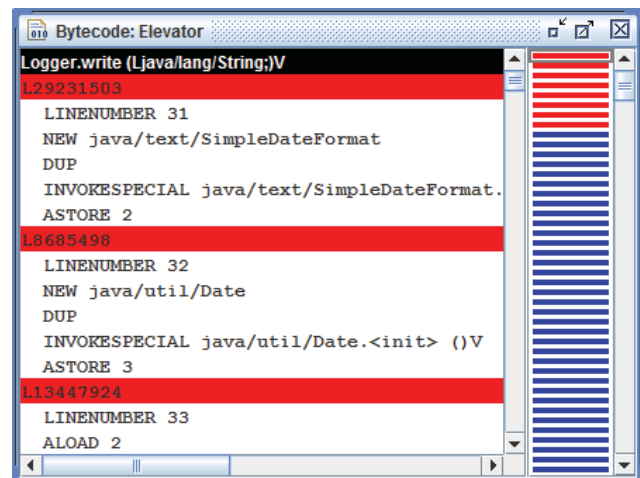 010
Bytecode: Elevator
Logger.write (Ljava/lang/String;)V
L29231503
LINENUMBER 31
NEW java/text/SimpleDateFormat
DUP
INVOKESPECIAL java/text/SimpleDateFormat.
ASTORE 2
L8685498
LINENUMBER 32
NEW java/util/Date
DUP
INVOKESPECIAL java/util/Date.<init> ()V
ASTORE 3
L13447924
LINENUMBER 33
ALOAD 2